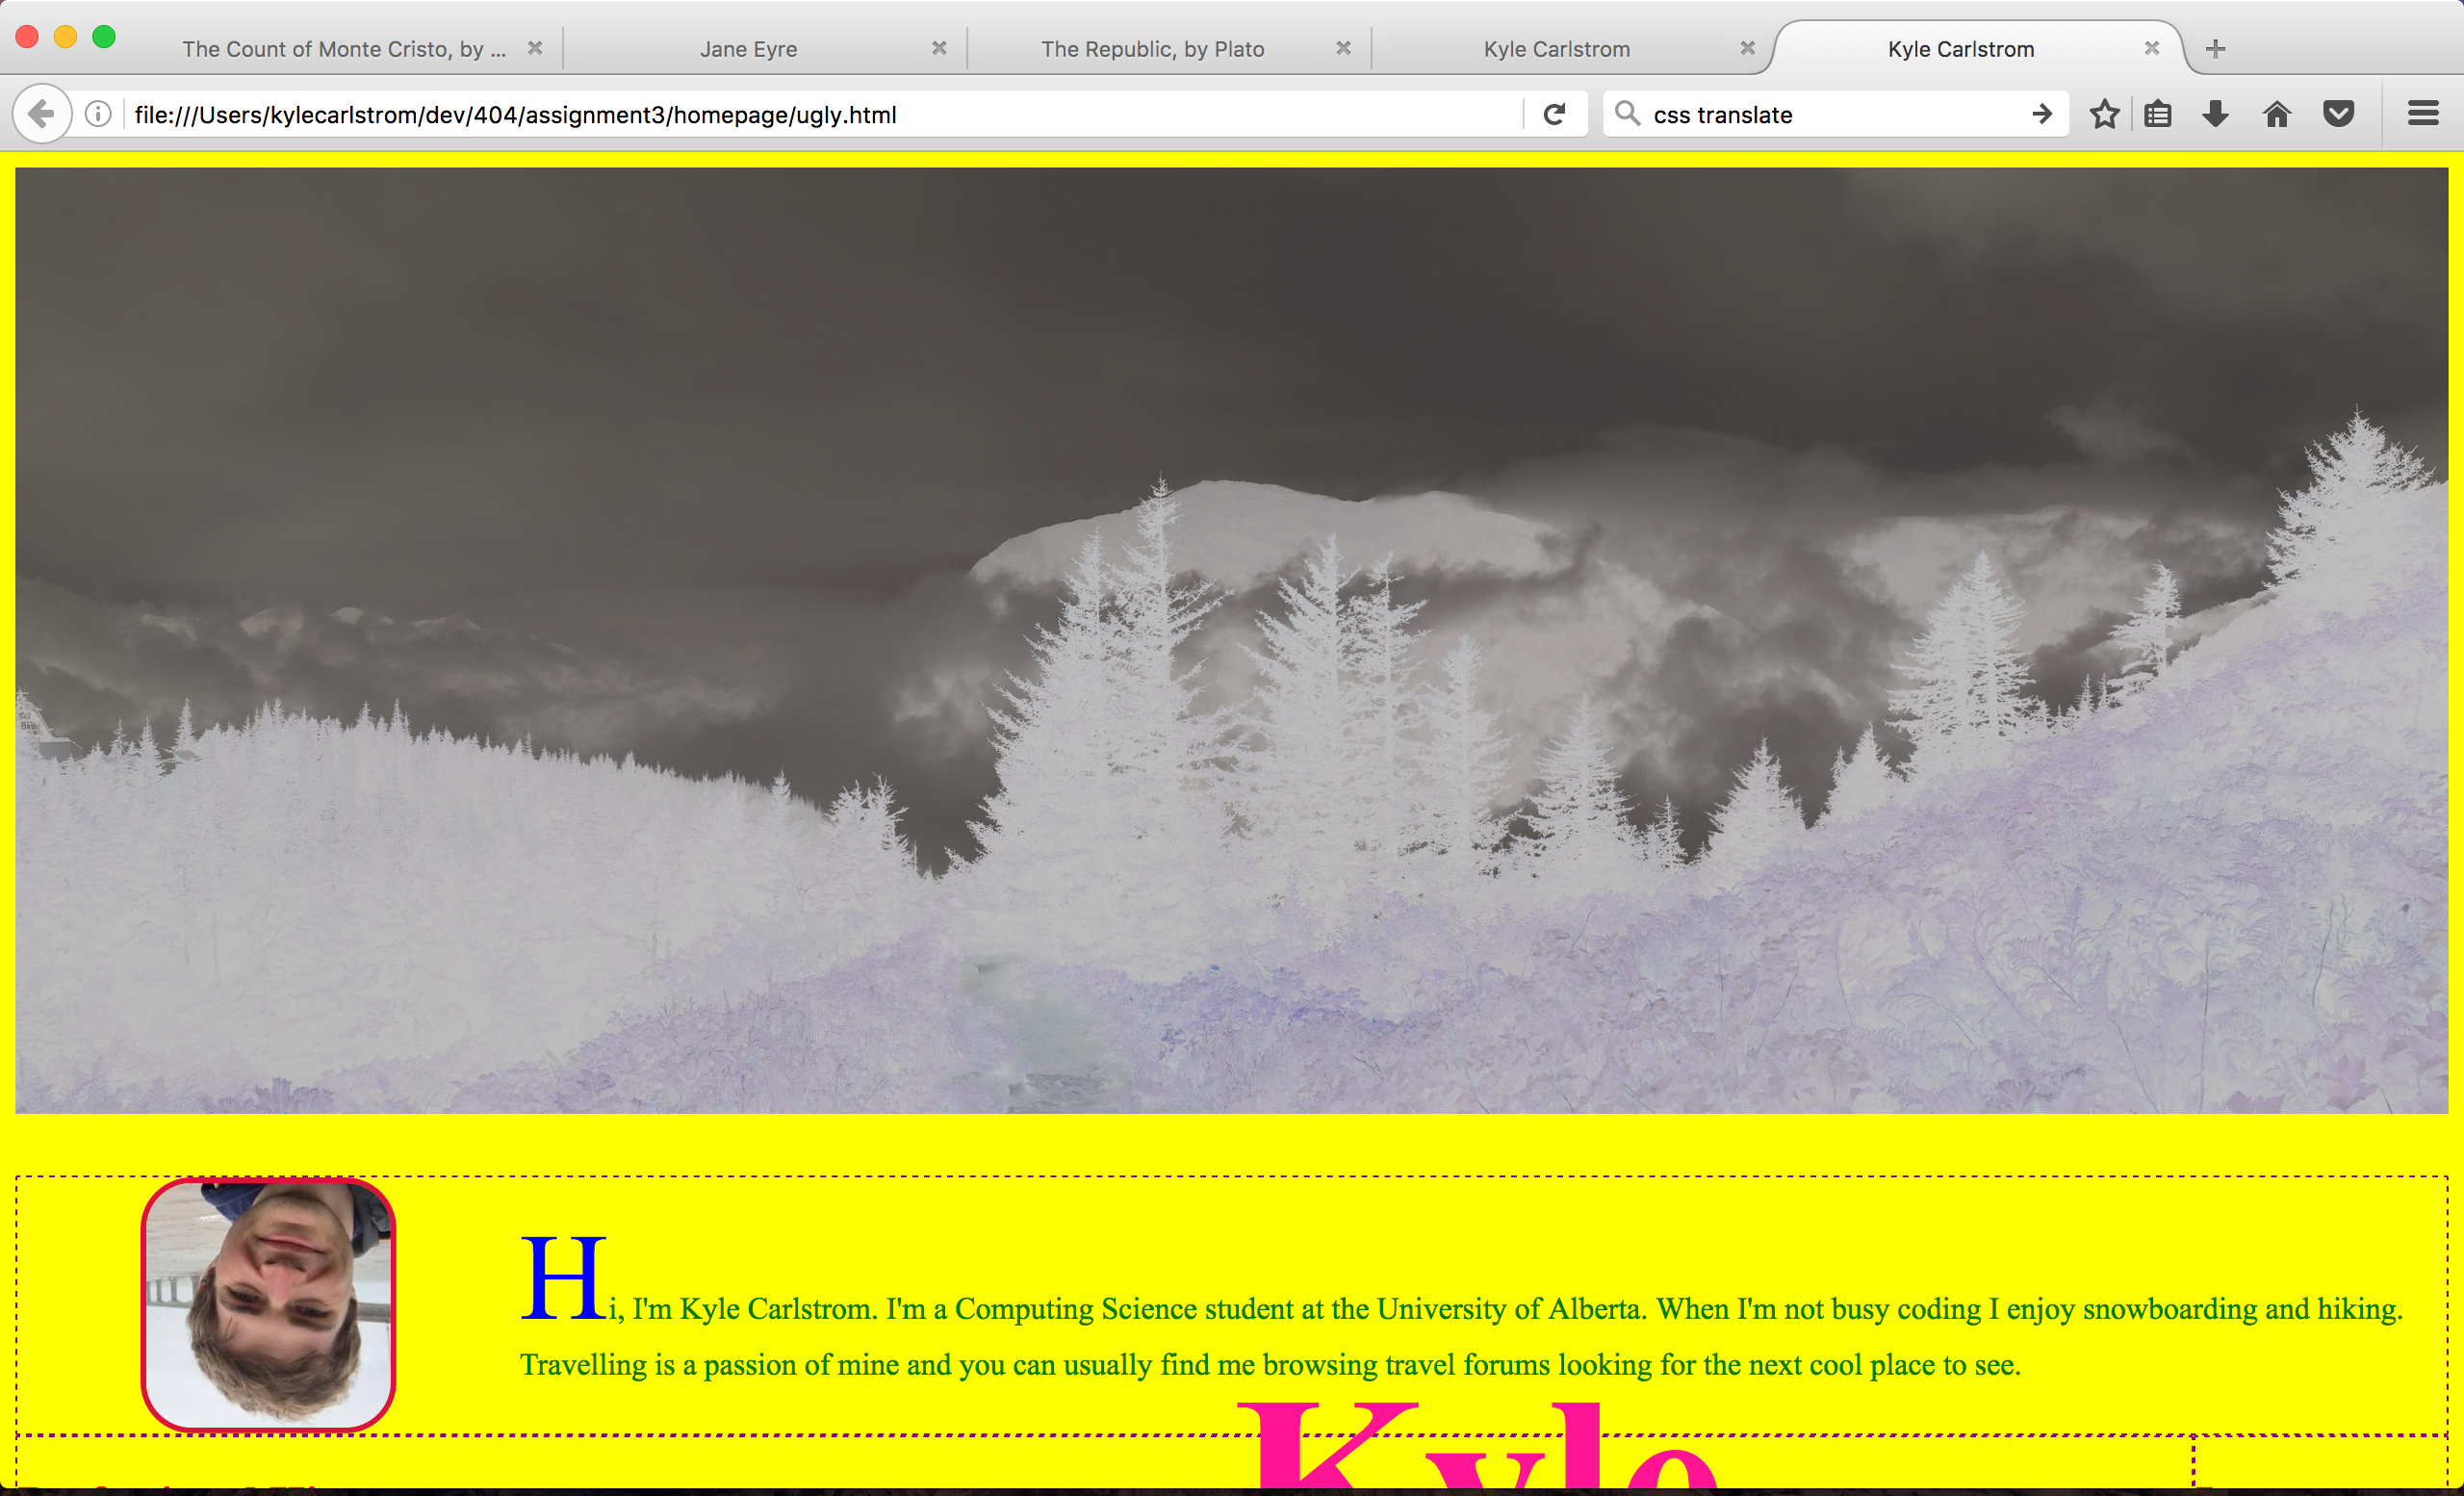 The Count of Monte Cristo, by ...
Jane Eyre
The Republic, by Plato
Kyle Carlstrom
Kyle Carlstrom
file:///Users/kylecarlstrom/dev/404/assignment3/homepage/ugly.html
css translate
Hi, I'm Kyle Carlstrom. I'm a Computing Science student at the University of Alberta. When I'm not busy coding I enjoy snowboarding and hiking.
Travelling is a passion of mine and you can usually find me browsing travel forums looking for the next cool place to see.
Kyle